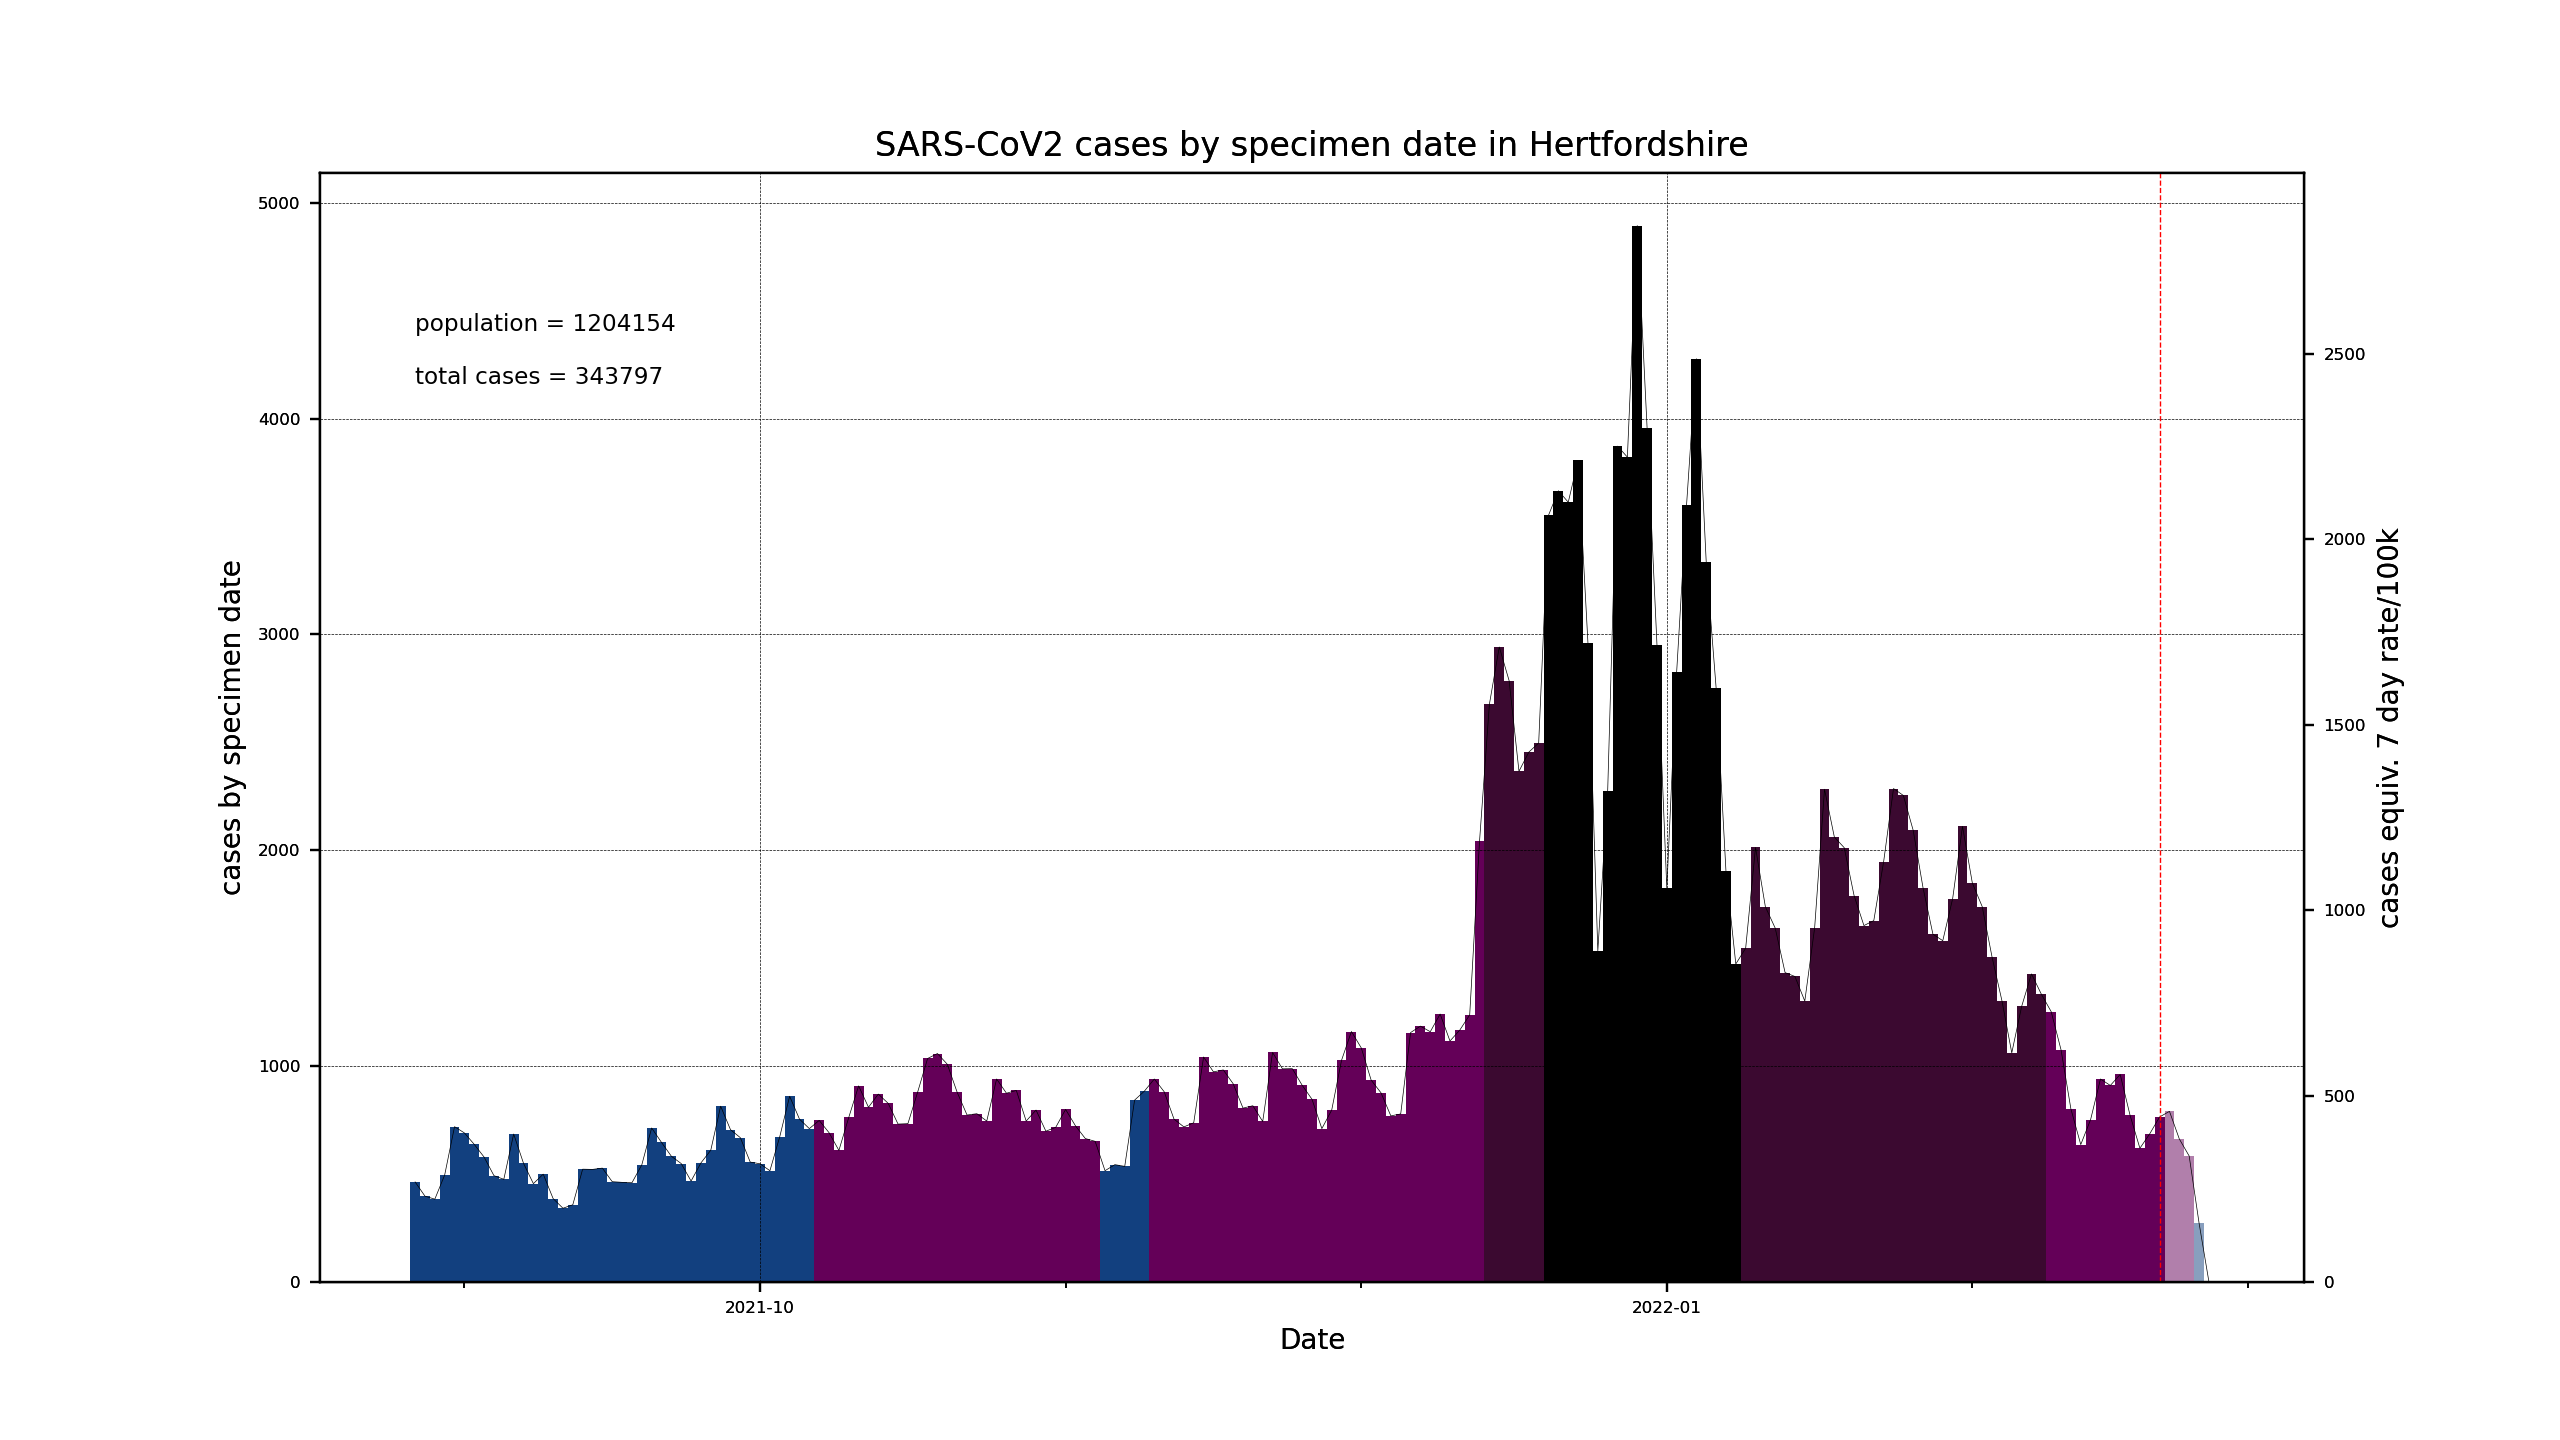 SARS-CoV2 cases by specimen date in Hertfordshire
population = 1204154
total cases = 343797
cases by specimen date
5000
4000
3000
2000
1000
0
2500
2000
1500
1000
500
0
cases equiv. 7 day rate/100k
2021-10
2022-01
Date